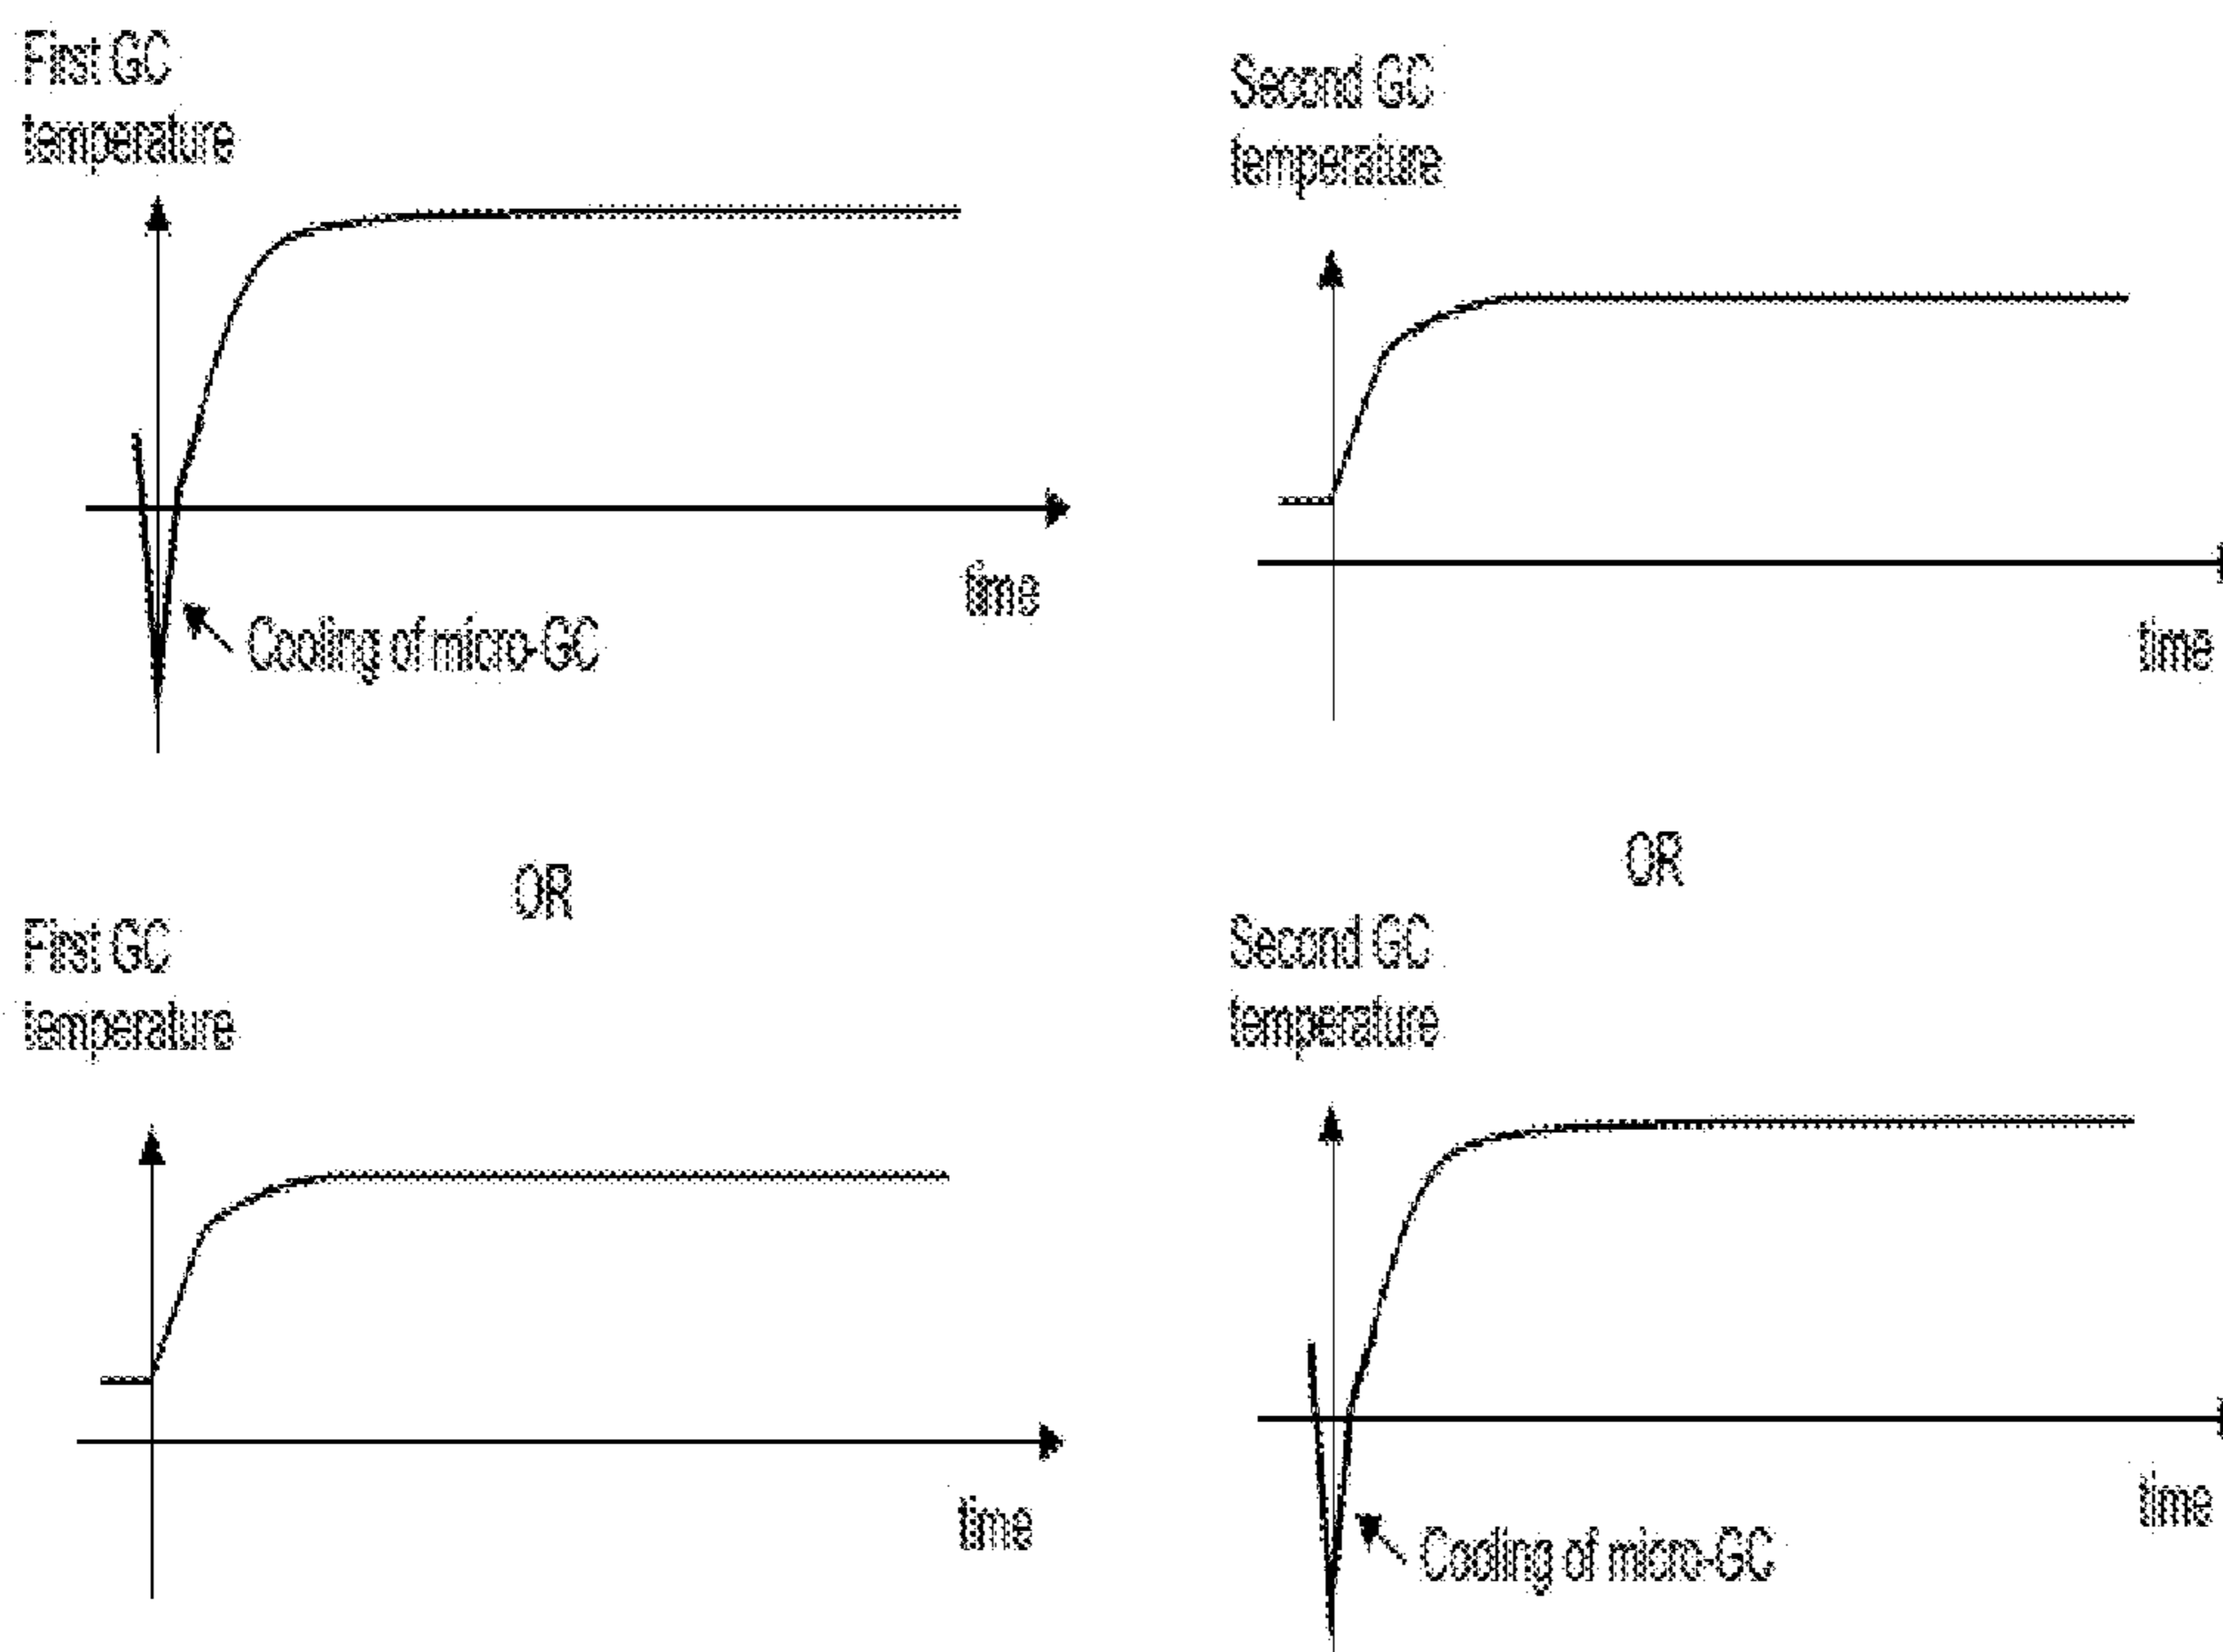 First GC
temperature
time
Cooling of micro-GC
Second GC
temperature
time
OR
OR
First GC
temperature
time
Second GC
temperature
time
Cooling of micro-GC